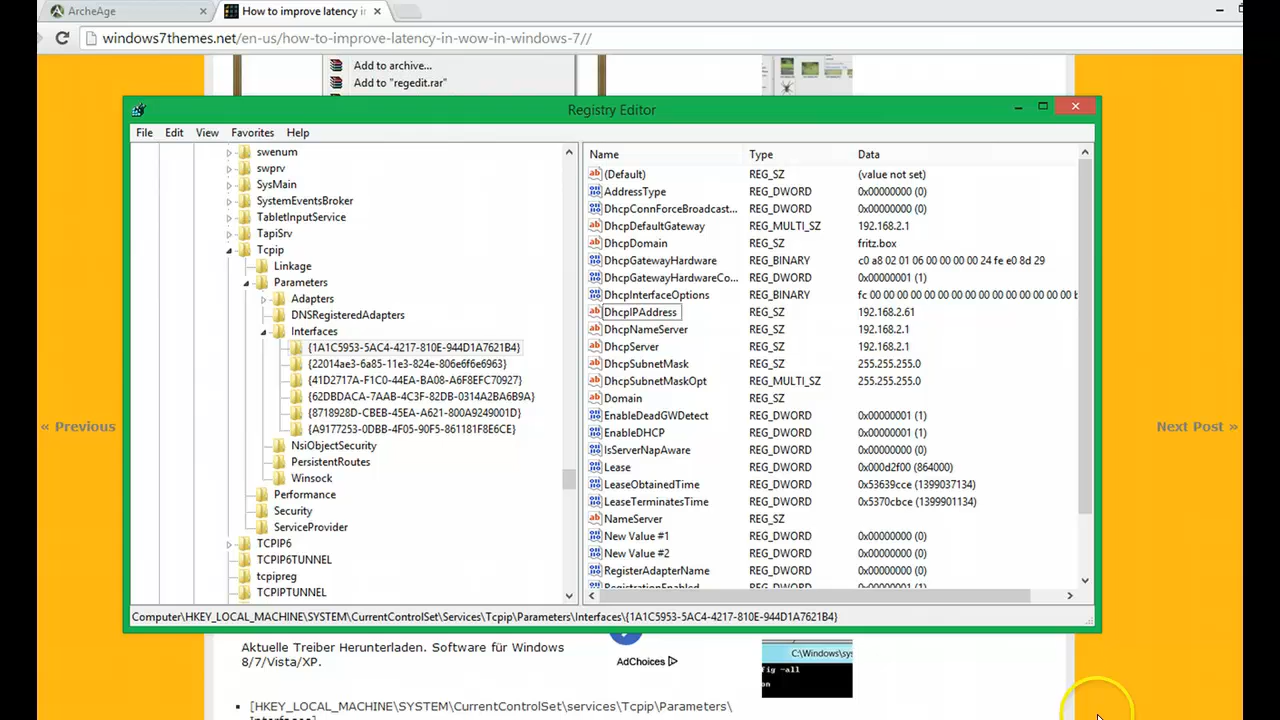 ArcheAge
How to improve latency ir
windows7themes.net/en-us/how-to-improve-latency-in-wow-in-windows-7//
Add to archive...
Add to "regedit.rar"
Registry Editor
File Edit View Favorites Help
swenum
swprv
SysMain
SystemEventsBroker
TabletInputService
TapiSrv
Tcpip
Linkage
Parameters
Adapters
DNSRegisteredAdapters
Interfaces
{1A1C5953-5AC4-4217-810E-944D1A7621B4}
{22014ae3-6a85-11e3-824e-806e6f6e6963}
{41D2717A-F1C0-44EA-BA08-A6F8EFC70927}
{62DBDACA-7AAB-4C3F-82DB-0314A2BA6B9A}
{8718928D-CBEB-45EA-A621-800A9249001D}
{A9177253-0DBB-4F05-90F5-861181F8E6CE}
NsiObjectSecurity
PersistentRoutes
Winsock
Performance
Security
ServiceProvider
TCPIP6
TCPIP6TUNNEL
tcpipreg
TCPIPTUNNEL
Name Type Data
(Default) REG_SZ (value not set)
AddressType REG_DWORD 0x00000000 (0)
DhcpConnForceBroadcast... REG_DWORD 0x00000000 (0)
DhcpDefaultGateway REG_MULTI_SZ 192.168.2.1
DhcpDomain REG_SZ fritz.box
DhcpGatewayHardware REG_BINARY c0 a8 02 01 06 00 00 00 00 24 fe e0 8d 29
DhcpGatewayHardwareCo... REG_DWORD 0x00000001 (1)
DhcpInterfaceOptions REG_BINARY fc 00 00 00 00 00 00 00 00 00 00 00 00 00 00 00 b
DhcpIPAddress REG_SZ 192.168.2.61
DhcpNameServer REG_SZ 192.168.2.1
DhcpServer REG_SZ 192.168.2.1
DhcpSubnetMask REG_SZ 255.255.255.0
DhcpSubnetMaskOpt REG_MULTI_SZ 255.255.255.0
Domain REG_SZ
EnableDeadGWDetect REG_DWORD 0x00000001 (1)
EnableDHCP REG_DWORD 0x00000001 (1)
IsServerNapAware REG_DWORD 0x00000000 (0)
Lease REG_DWORD 0x000d2f00 (864000)
LeaseObtainedTime REG_DWORD 0x53639cce (1399037134)
LeaseTerminatesTime REG_DWORD 0x5370cbce (1399901134)
NameServer REG_SZ
New Value #1 REG_DWORD 0x00000000 (0)
New Value #2 REG_DWORD 0x00000000 (0)
RegisterAdapterName REG_DWORD 0x00000000 (0)
RegistrationEnabled REG_DWORD 0x00000001 (1)
Computer\HKEY_LOCAL_MACHINE\SYSTEM\CurrentControlSet\Services\Tcpip\Parameters\Interfaces\{1A1C5953-5AC4-4217-810E-944D1A7621B4}
« Previous
Next Post »
Aktuelle Treiber Herunterladen. Software für Windows
8/7/Vista/XP.
AdChoices
C:\Windows\sys
fig -all
on
[HKEY_LOCAL_MACHINE\SYSTEM\CurrentControlSet\services\Tcpip\Parameters\